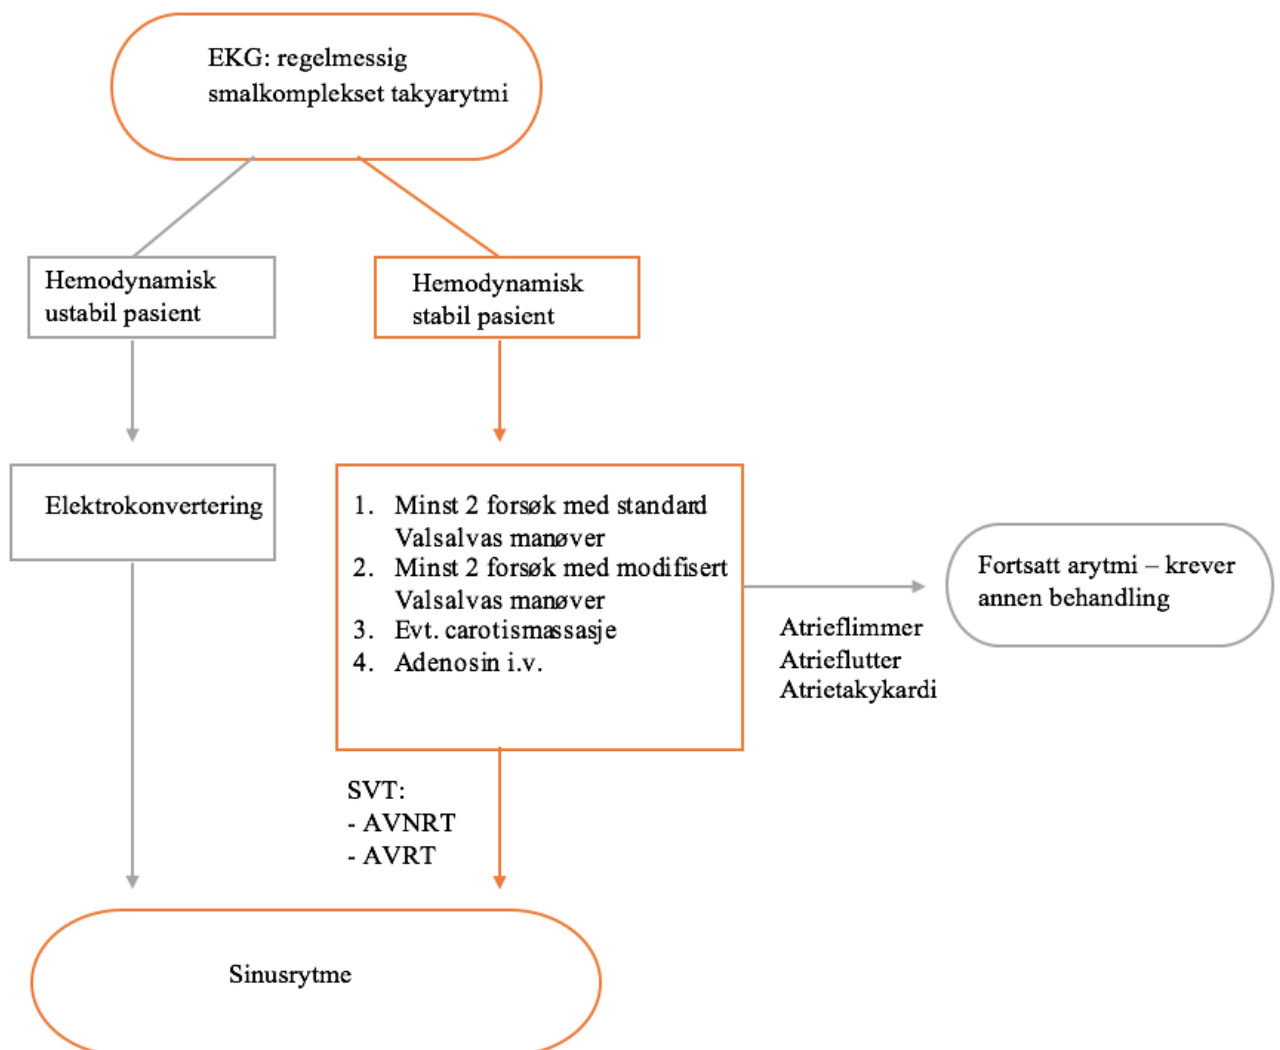 EKG: regelmessig
smalkomplekset takyarytmi
Hemodynamisk
ustabil pasient
Hemodynamisk
stabil pasient
Elektrokonvertering
1. Minst 2 forsøk med standard
Valsalvas manøver
2. Minst 2 forsøk med modifisert
Valsalvas manøver
3. Evt. carotismassasje
4. Adenosin i.v.
Atrieflimmer
Atrieflutter
Atrietakykardi
Fortsatt arytmi – krever
annen behandling
SVT:
- AVNRT
- AVRT
Sinusrytme